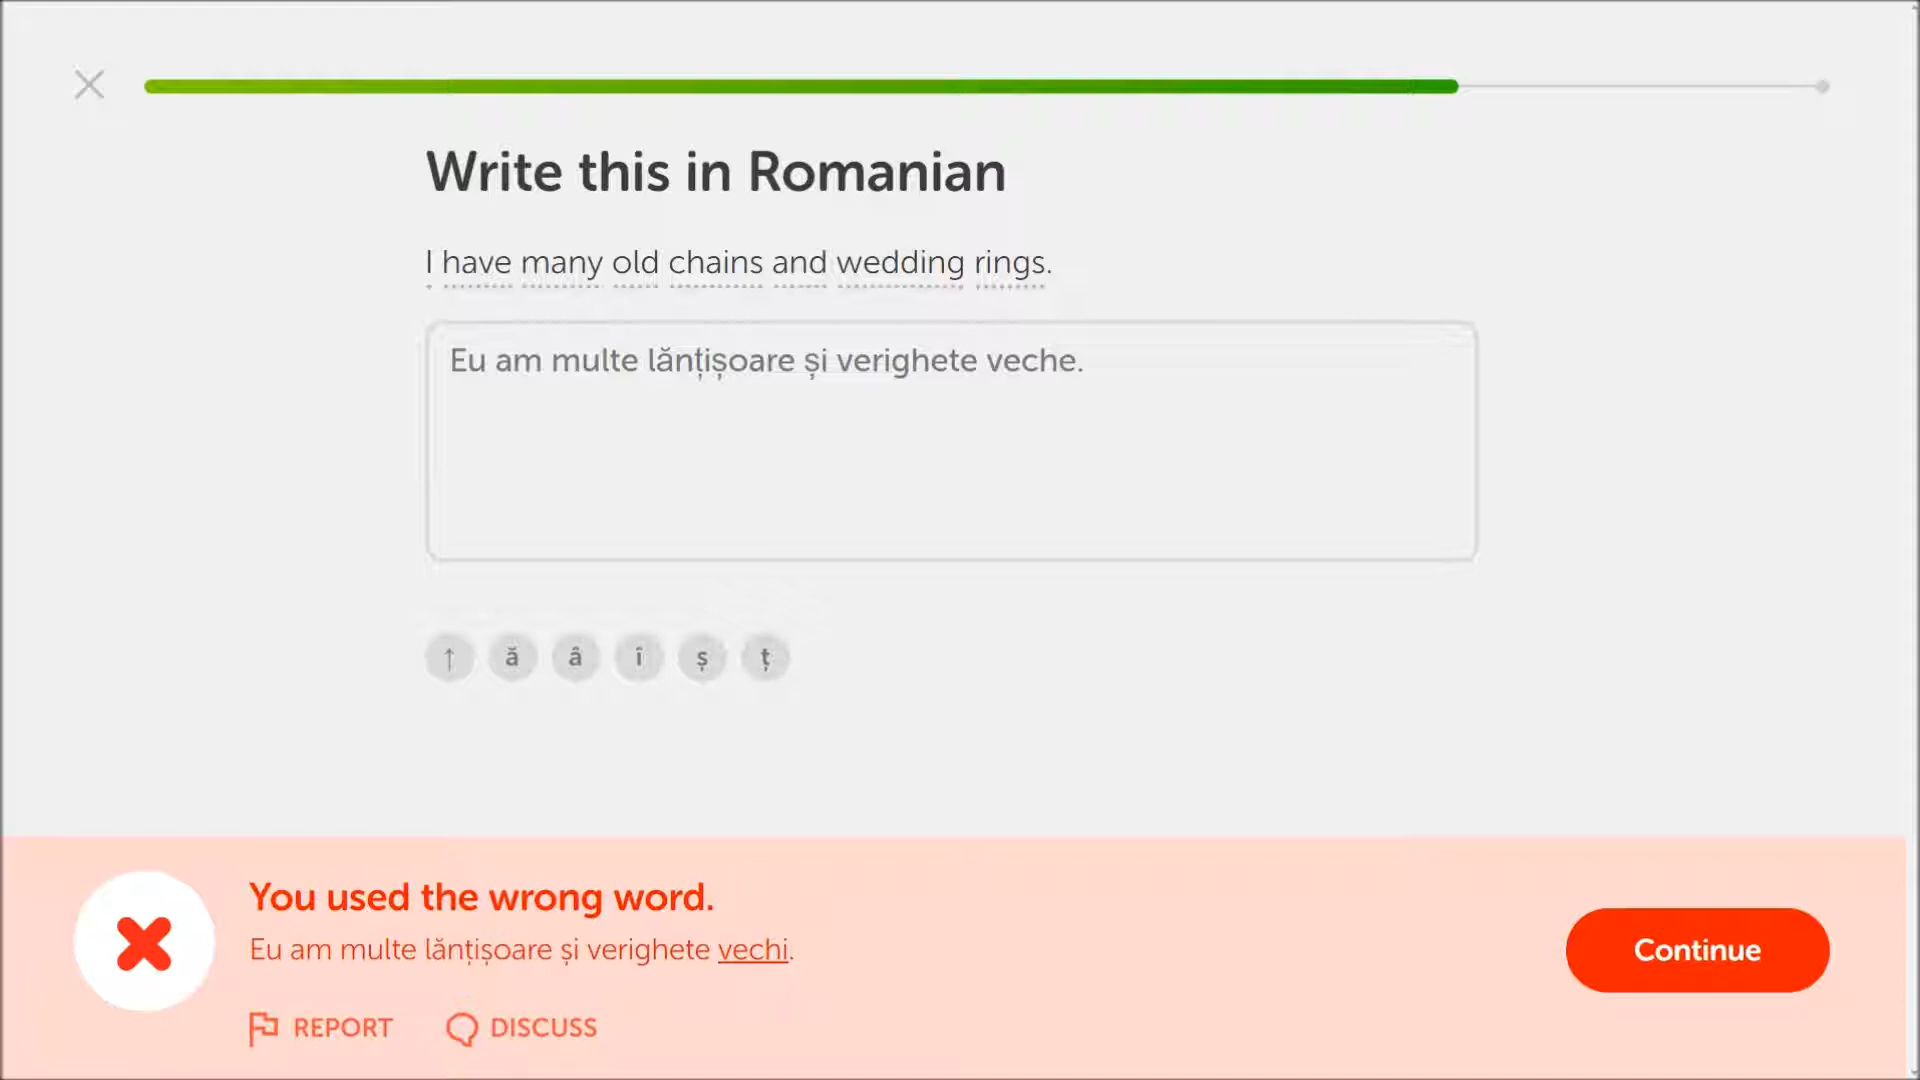 Write this in Romanian
I have many old chains and wedding rings.
Eu am multe lănțișoare și verighete veche.
↑ ă â î ș ț
You used the wrong word.
Eu am multe lănțișoare și verighete vechi.
Continue
REPORT DISCUSS